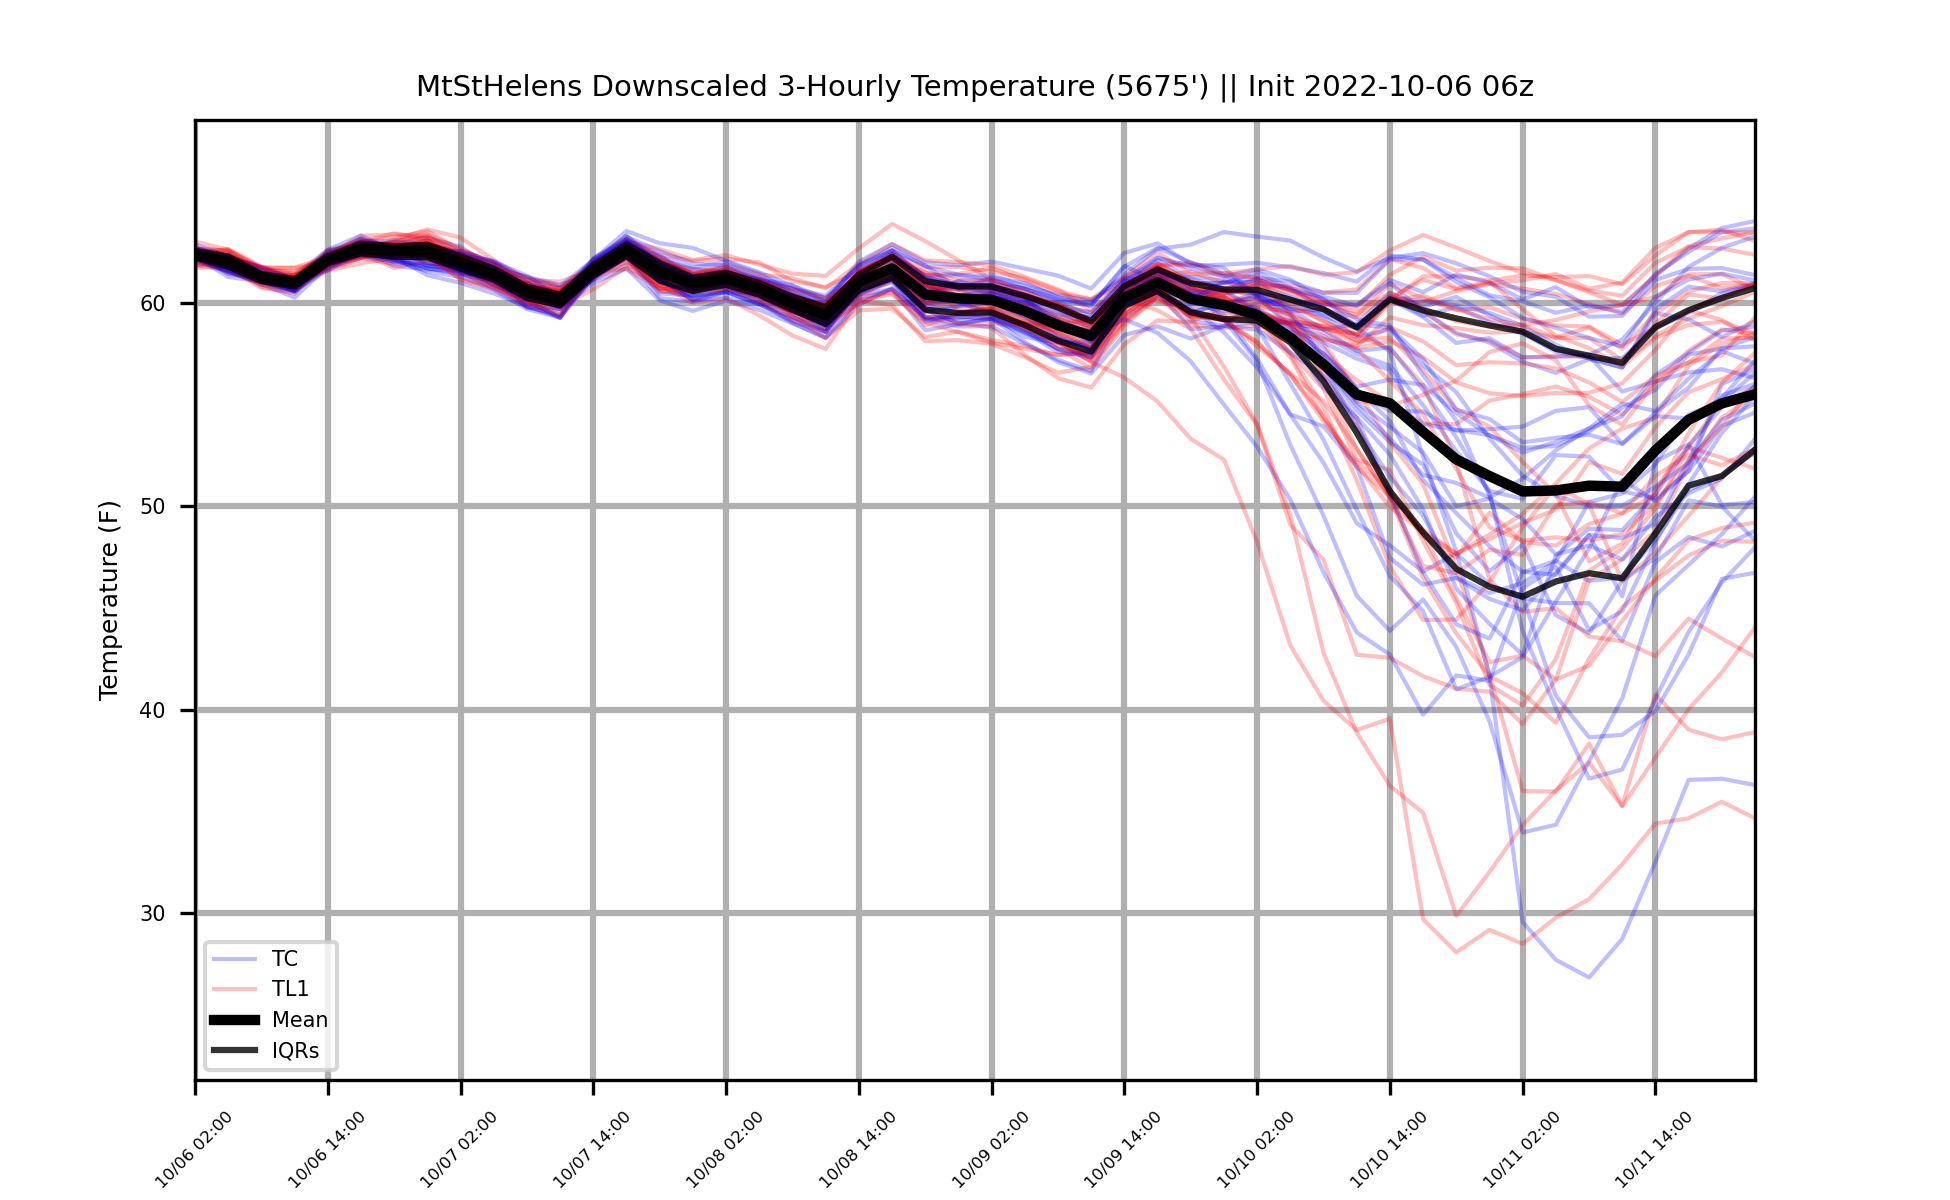 MtStHelens Downscaled 3-Hourly Temperature (5675') || Init 2022-10-06 06z
Temperature (F)
60
50
40
30
TC
TL1
Mean
IQRs
10/06 02:00
10/06 14:00
10/07 02:00
10/07 14:00
10/08 02:00
10/08 14:00
10/09 02:00
10/09 14:00
10/10 02:00
10/10 14:00
10/11 02:00
10/11 14:00